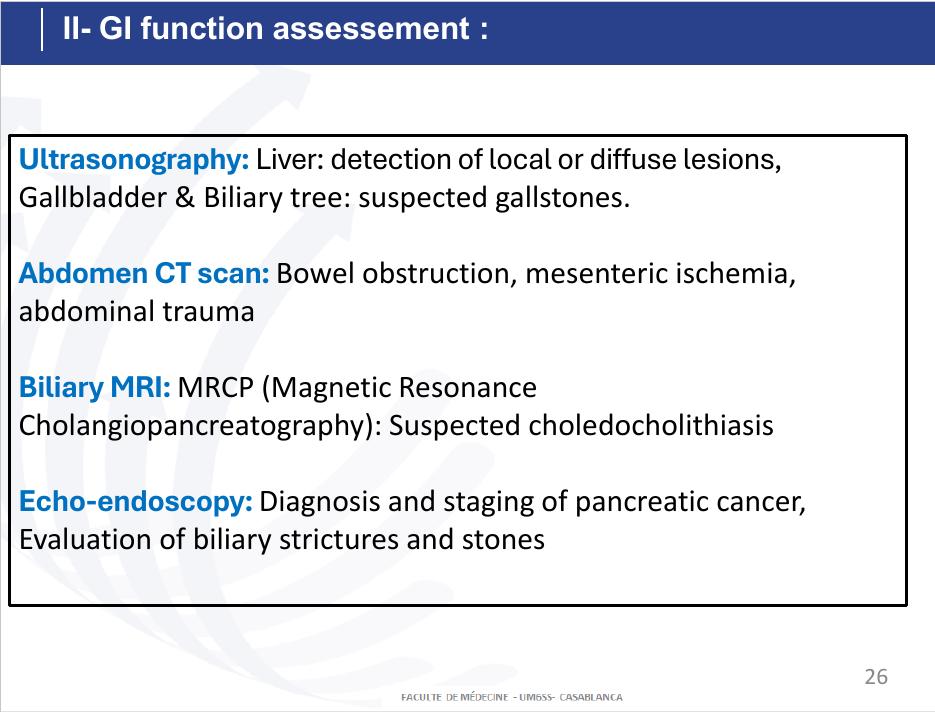 II- GI function assessement :
Ultrasonography: Liver: detection of local or diffuse lesions,
Gallbladder & Biliary tree: suspected gallstones.
Abdomen CT scan: Bowel obstruction, mesenteric ischemia,
abdominal trauma
Biliary MRI: MRCP (Magnetic Resonance
Cholangiopancreatography): Suspected choledocholithiasis
Echo-endoscopy: Diagnosis and staging of pancreatic cancer,
Evaluation of biliary strictures and stones
26
FACULTE DE MÉDECINE - UM6SS- CASABLANCA